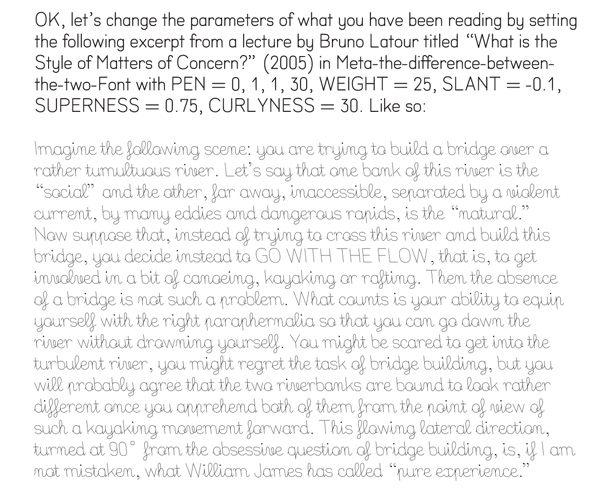 OK, let's change the parameters of what you have been reading by setting
the following excerpt from a lecture by Bruno Latour titled “What is the
Style of Matters of Concern?” (2005) in Meta-the-difference-between-
the-two-Font with PEN = 0, 1, 1, 30, WEIGHT = 25, SLANT = -0.1,
SUPERNESS = 0.75, CURLYNESS = 30. Like so:
Imagine the following scene: you are trying to build a bridge over a
rather tumultuous river. Let's say that one bank of this river is the
“social” and the other, far away, inaccessible, separated by a violent
current, by many eddies and dangerous rapids, is the “natural.”
Now suppose that, instead of trying to cross this river and build this
bridge, you decide instead to GO WITH THE FLOW, that is, to get
involved in a bit of canoeing, kayaking or rafting. Then the absence
of a bridge is not such a problem. What counts is your ability to equip
yourself with the right paraphernalia so that you can go down the
river without drowning yourself. You might be scared to get into the
turbulent river, you might regret the task of bridge building, but you
will probably agree that the two riverbanks are bound to look rather
different once you apprehend both of them from the point of view of
such a kayaking movement forward. This flowing lateral direction,
turned at 90° from the obsessive question of bridge building, is, if I am
not mistaken, what William James has called “pure experience.”